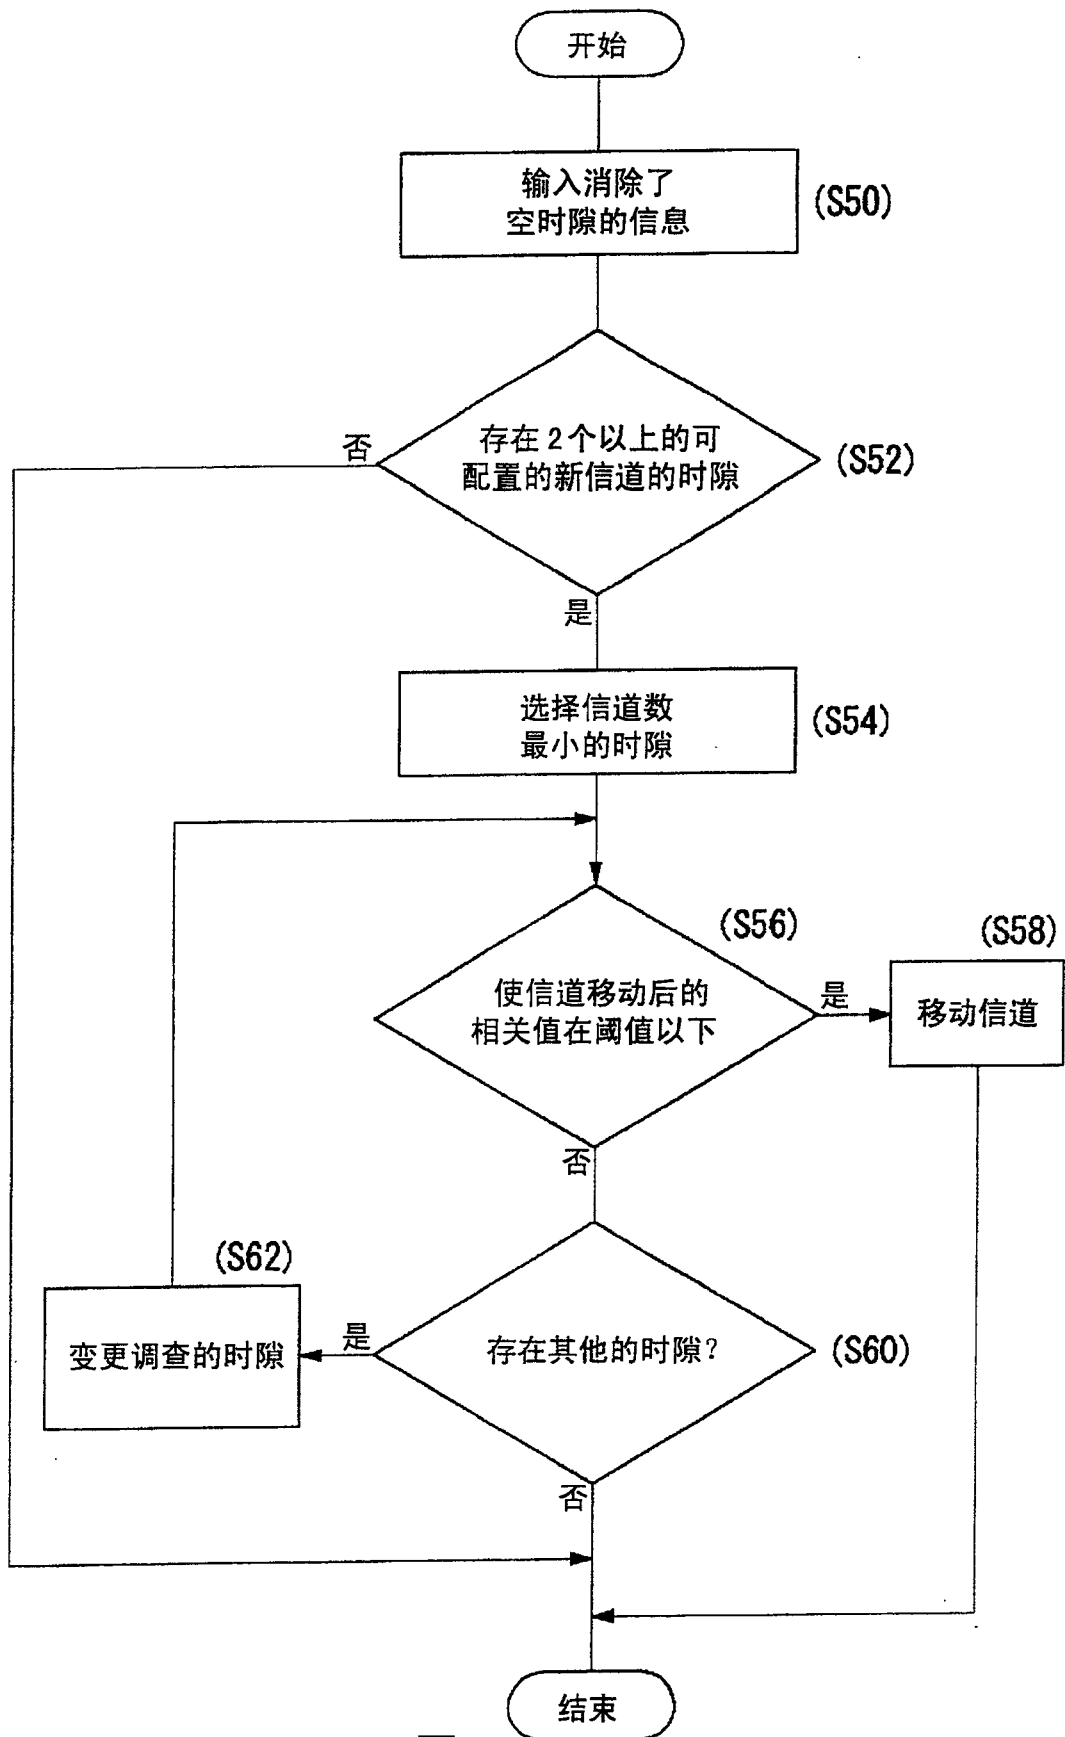 开始
输入消除了
空时隙的信息
(S50)
存在2个以上的可
配置的新信道的时隙
(S52)
否
是
选择信道数
最小的时隙
(S54)
(S56)
使信道移动后的
相关值在阈值以下
是
(S58)
移动信道
否
(S62)
变更调查的时隙
是
存在其他的时隙?
(S60)
否
结束